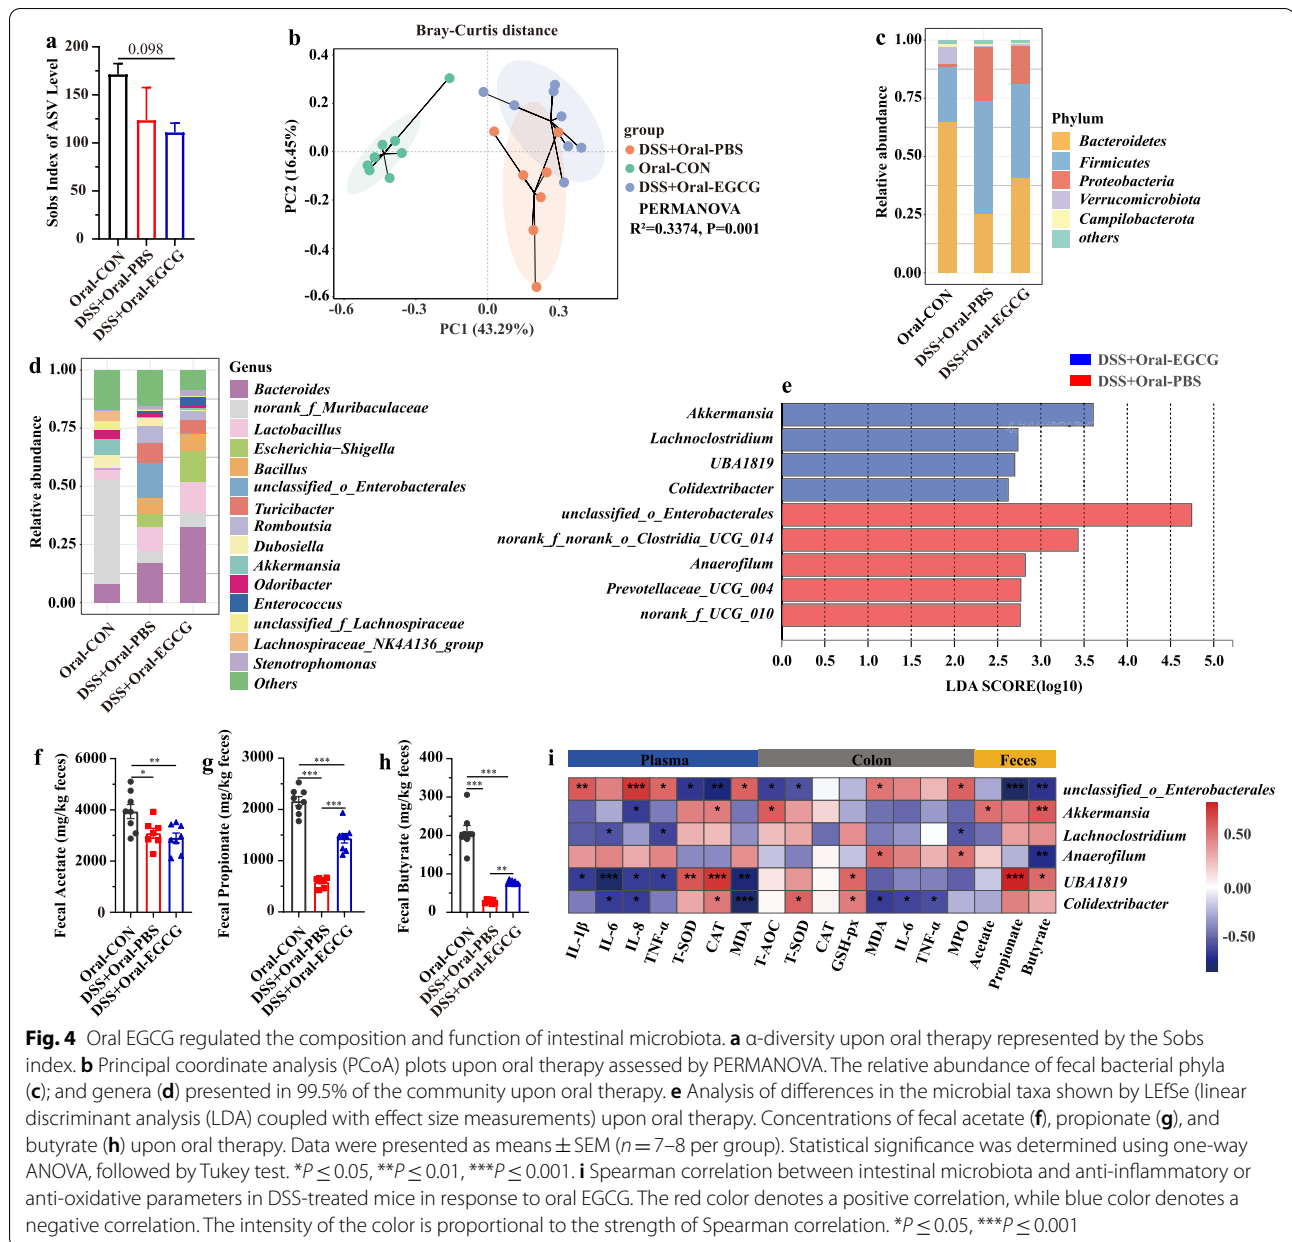 a
200
150
100
50
0
Sobs Index of ASV Level
0.098
Oral-CON
DSS+Oral-PBS
DSS+Oral-EGCG
b
Bray-Curtis distance
0.4
0.2
0.0
-0.2
-0.4
-0.6
PC2 (16.45%)
-0.6
-0.3
0.0
0.3
PC1 (43.29%)
group
DSS+Oral-PBS
Oral-CON
DSS+Oral-EGCG
PERMANOVA
R²=0.3374, P=0.001
c
1.00
0.75
0.50
0.25
0.00
Relative abundance
Oral-CON
DSS+Oral-PBS
DSS+Oral-EGCG
Phylum
Bacteroidetes
Firmicutes
Proteobacteria
Verrucomicrobiota
Campilobacterota
others
d
1.00
0.75
0.50
0.25
0.00
Relative abundance
Oral-CON
DSS+Oral-PBS
DSS+Oral-EGCG
Genus
Bacteroides
norank_f_Muribaculaceae
Lactobacillus
Escherichia−Shigella
Bacillus
unclassified_o_Enterobacterales
Turicibacter
Romboutsia
Dubosiella
Akkermansia
Odoribacter
Enterococcus
unclassified_f_Lachnospiraceae
Lachnospiraceae_NK4A136_group
Stenotrophomonas
Others
e
DSS+Oral-EGCG
DSS+Oral-PBS
Akkermansia
Lachnoclostridium
UBA1819
Colidextribacter
unclassified_o_Enterobacterales
norank_f_norank_o_Clostridia_UCG_014
Anaerofilum
Prevotellaceae_UCG_004
norank_f_UCG_010
0.0 0.5 1.0 1.5 2.0 2.5 3.0 3.5 4.0 4.5 5.0
LDA SCORE(log10)
f
6000
4000
2000
0
Fecal Acetate (mg/kg feces)
**
*
Oral-CON
DSS+Oral-PBS
DSS+Oral-EGCG
g
3000
2000
1000
0
Fecal Propionate (mg/kg feces)
***
***
***
Oral-CON
DSS+Oral-PBS
DSS+Oral-EGCG
h
400
300
200
100
0
Fecal Butyrate (mg/kg feces)
***
***
**
Oral-CON
DSS+Oral-PBS
DSS+Oral-EGCG
i
Plasma Colon Feces
** *** * * ** * * * * * *** ** unclassified_o_Enterobacterales
* * * * ** Akkermansia
* * * Lachnoclostridium
* * ** Anaerofilum
* *** * * ** *** ** * *** * UBA1819
* * * *** * * * * * Colidextribacter
IL-1β
IL-6
IL-8
TNF-α
T-SOD
CAT
MDA
T-AOC
T-SOD
CAT
GSH-px
MDA
IL-6
TNF-α
MPO
Acetate
Propionate
Butyrate
0.50
0.00
-0.50
Fig. 4 Oral EGCG regulated the composition and function of intestinal microbiota. a α-diversity upon oral therapy represented by the Sobs
index. b Principal coordinate analysis (PCoA) plots upon oral therapy assessed by PERMANOVA. The relative abundance of fecal bacterial phyla
(c); and genera (d) presented in 99.5% of the community upon oral therapy. e Analysis of differences in the microbial taxa shown by LEfSe (linear
discriminant analysis (LDA) coupled with effect size measurements) upon oral therapy. Concentrations of fecal acetate (f), propionate (g), and
butyrate (h) upon oral therapy. Data were presented as means ± SEM (n = 7–8 per group). Statistical significance was determined using one-way
ANOVA, followed by Tukey test. *P ≤ 0.05, **P ≤ 0.01, ***P ≤ 0.001. i Spearman correlation between intestinal microbiota and anti-inflammatory or
anti-oxidative parameters in DSS-treated mice in response to oral EGCG. The red color denotes a positive correlation, while blue color denotes a
negative correlation. The intensity of the color is proportional to the strength of Spearman correlation. *P ≤ 0.05, ***P ≤ 0.001